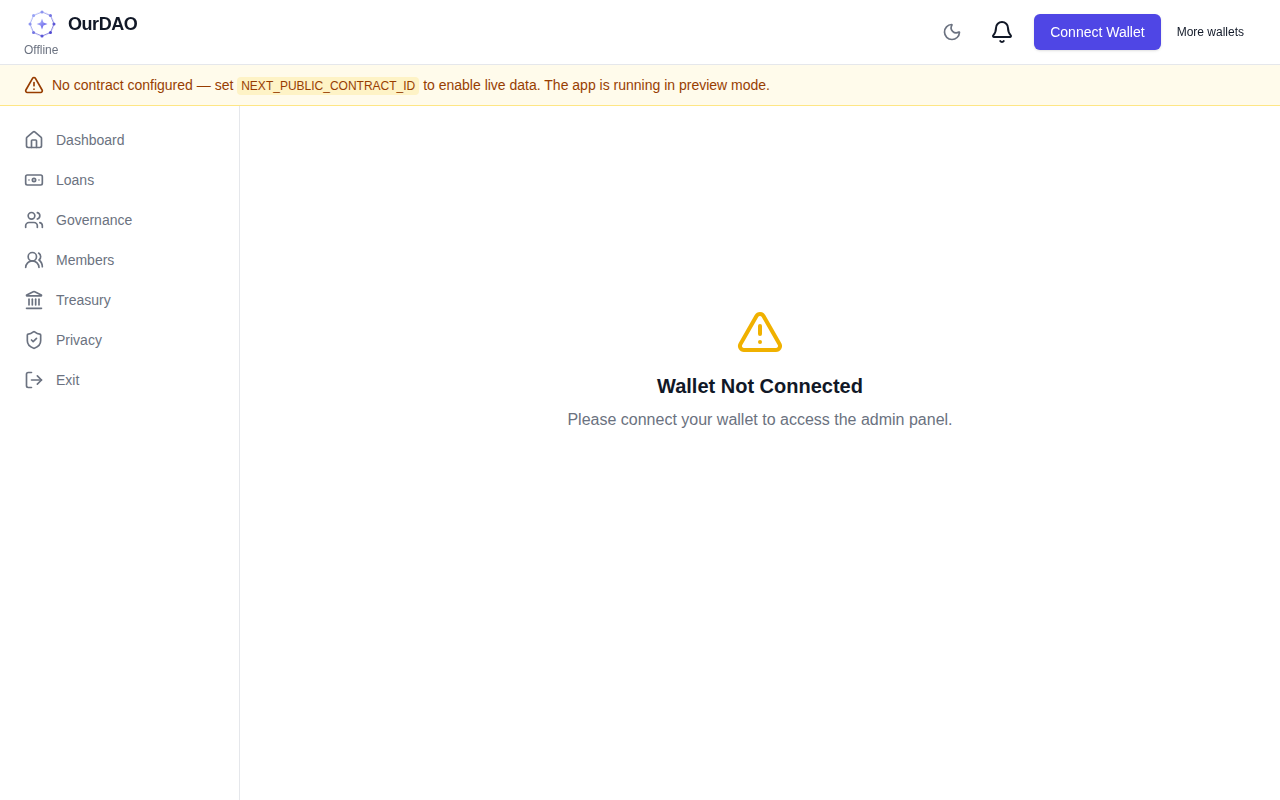 OurDAO
Offline
Connect Wallet
More wallets
No contract configured — set NEXT_PUBLIC_CONTRACT_ID to enable live data. The app is running in preview mode.
Dashboard
Loans
Governance
Members
Treasury
Privacy
Exit
Wallet Not Connected
Please connect your wallet to access the admin panel.